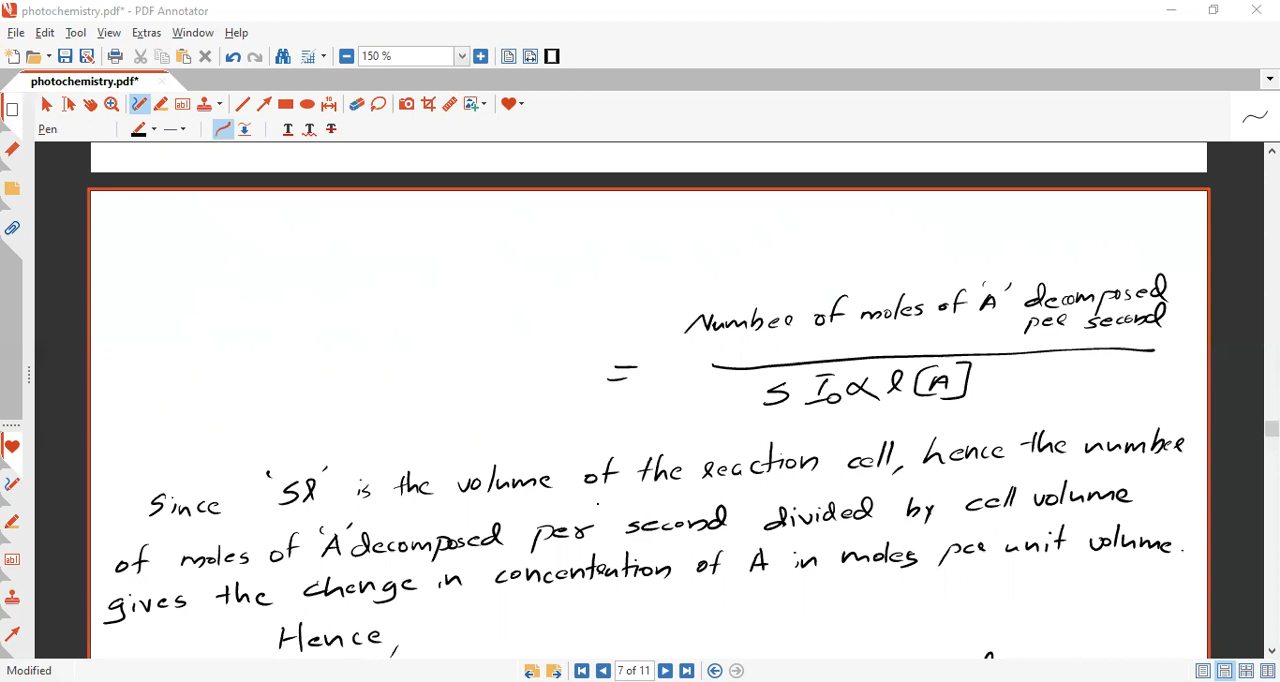 photochemistry.pdf* - PDF Annotator
File Edit Tool View Extras Window Help
150 %
photochemistry.pdf*
Pen
Number of moles of 'A' decomposed
per second
=
S I₀ α l [A]
Since 'Sl' is the volume of the reaction cell, hence the number
of moles of 'A' decomposed per second divided by cell volume
gives the change in concentration of A in moles per unit volume.
Hence,
Modified
7 of 11